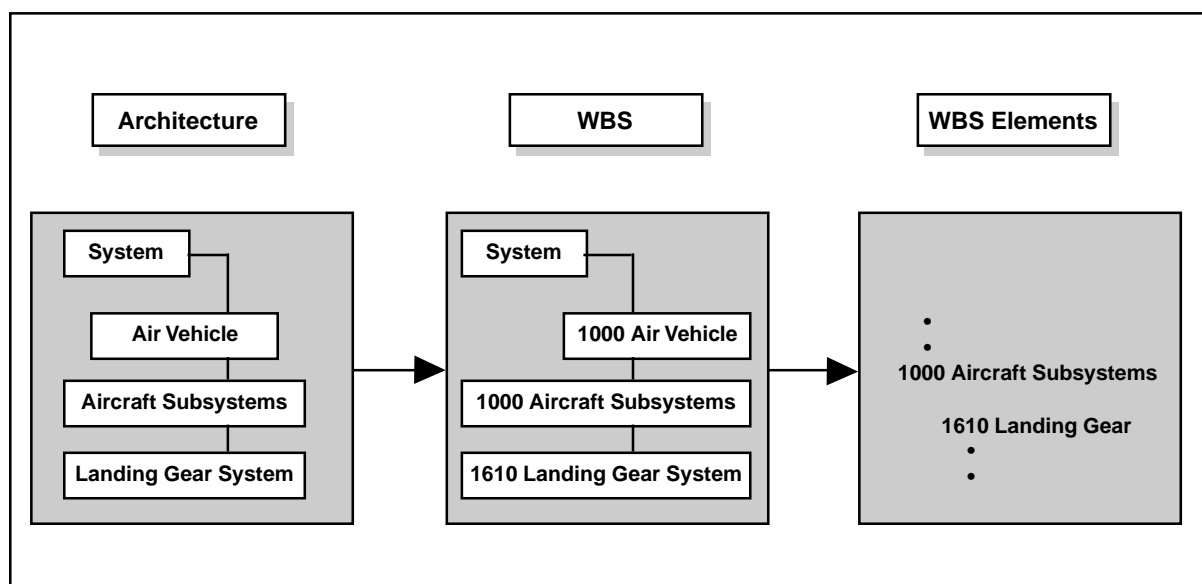 Architecture
WBS
WBS Elements
System
Air Vehicle
Aircraft Subsystems
Landing Gear System
System
1000 Air Vehicle
1000 Aircraft Subsystems
1610 Landing Gear System
•
•
1000 Aircraft Subsystems
1610 Landing Gear
•
•